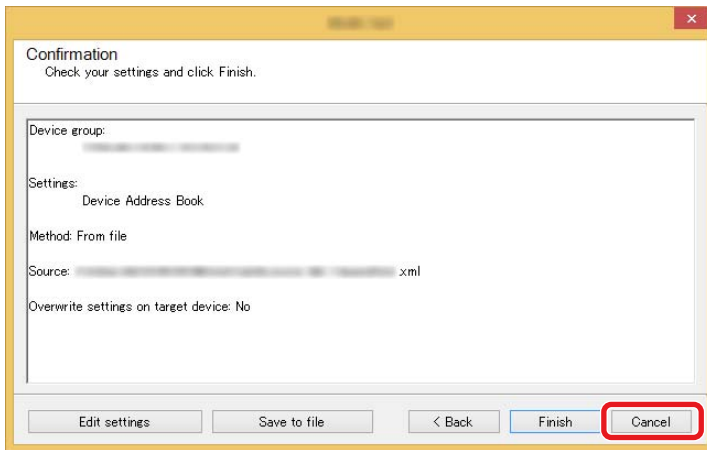 Confirmation
Check your settings and click Finish.
Device group:
Settings:
Device Address Book
Method: From file
Source: .xml
Overwrite settings on target device: No
Edit settings Save to file < Back Finish Cancel